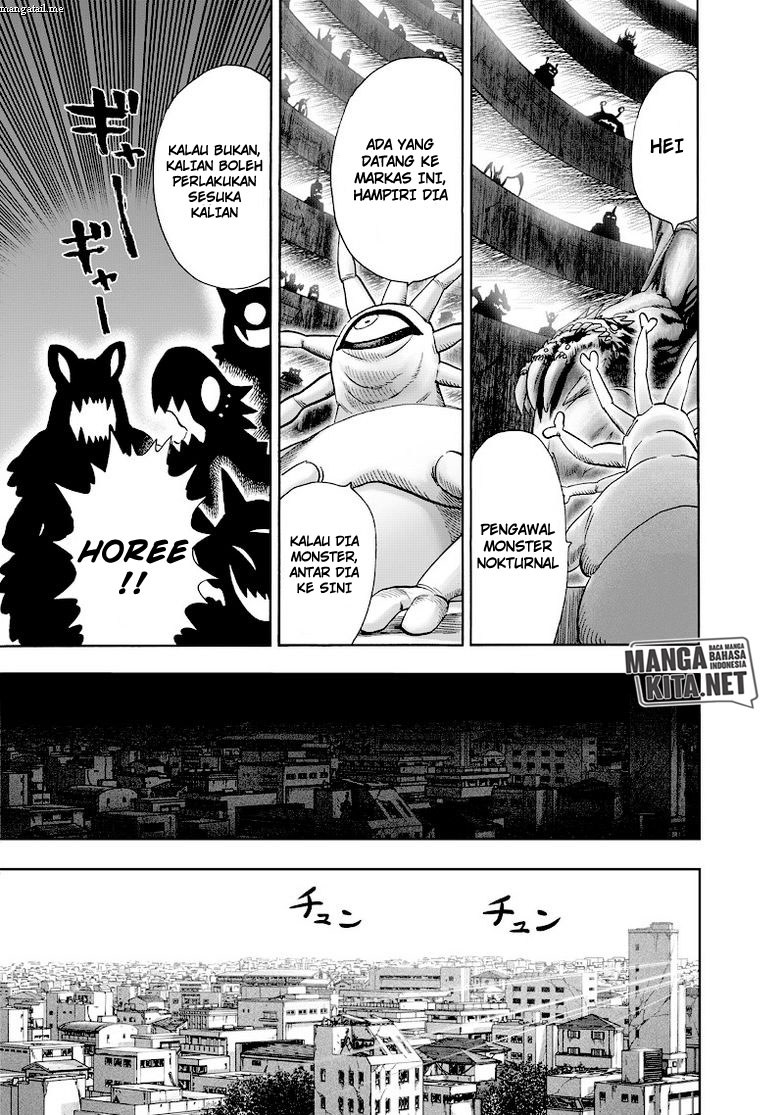 mangatail.me
HEI
PENGAWAL
MONSTER
NOKTURNAL
ADA YANG
DATANG KE
MARKAS INI,
HAMPIRI DIA
KALAU DIA
MONSTER,
ANTAR DIA
KE SINI
KALAU BUKAN,
KALIAN BOLEH
PERLAKUKAN
SESUKA
KALIAN
ギャー
ギャー
HOREE
!!
MANGA
KITA.NET
BACA MANGA
BAHASA
INDONESIA
チュン
チュン